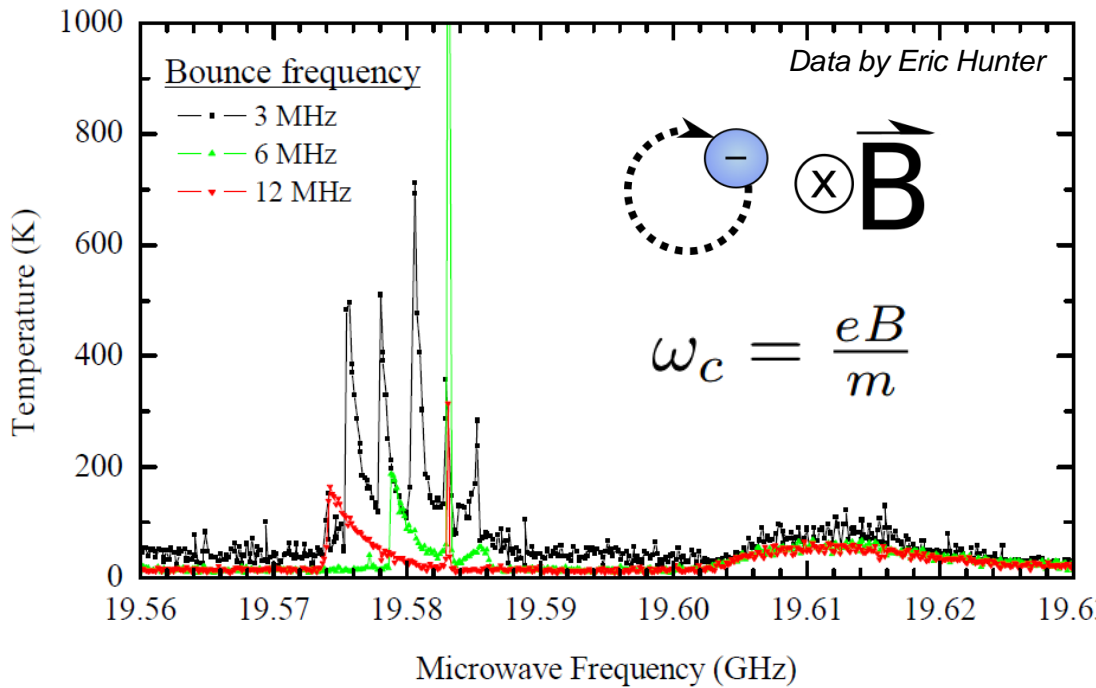 1000
800
600
400
200
0
Temperature (K)
Bounce frequency
3 MHz
6 MHz
12 MHz
Data by Eric Hunter
−
x B
ω_c = eB/m
19.56 19.57 19.58 19.59 19.60 19.61 19.62 19.6
Microwave Frequency (GHz)